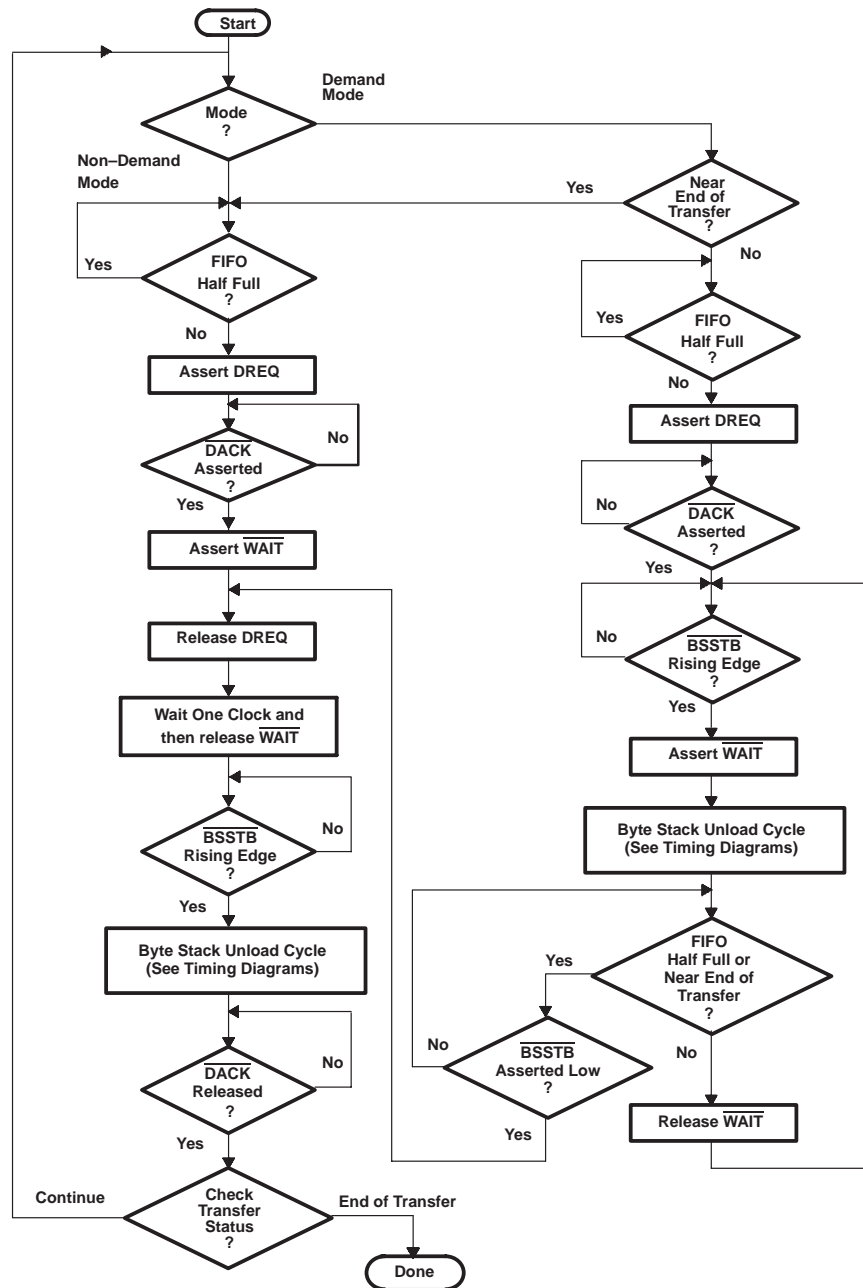 Start
Demand
Mode
Mode
?
Non–Demand
Mode
Yes
Near
End of
Transfer
?
No
Yes
FIFO
Half Full
?
No
Yes
FIFO
Half Full
?
No
Assert DREQ
No
DACK
Asserted
?
Yes
Assert DREQ
No
DACK
Asserted
?
Yes
Assert WAIT
Release DREQ
No
BSSTB
Rising Edge
?
Yes
Wait One Clock and
then release WAIT
Assert WAIT
No
BSSTB
Rising Edge
?
Yes
Byte Stack Unload Cycle
(See Timing Diagrams)
Byte Stack Unload Cycle
(See Timing Diagrams)
FIFO
Half Full or
Near End of
Transfer
?
Yes
No
No
BSSTB
Asserted Low
?
Yes
No
DACK
Released
?
Yes
Release WAIT
Continue
Check
Transfer
Status
?
End of Transfer
Done